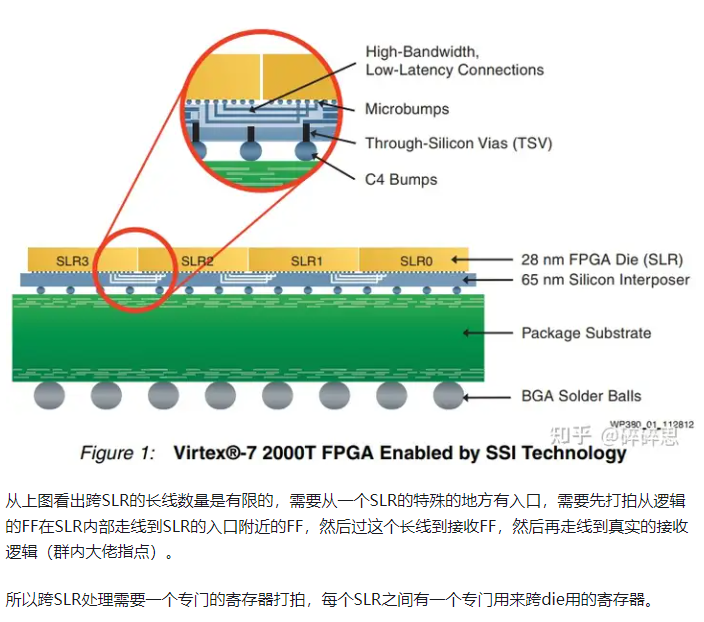 High-Bandwidth,
Low-Latency Connections
Microbumps
Through-Silicon Vias (TSV)
C4 Bumps
SLR3
SLR2
SLR1
SLR0
28 nm FPGA Die (SLR)
65 nm Silicon Interposer
Package Substrate
BGA Solder Balls
WP380_01_112812
知乎 @碎碎思
Figure 1: Virtex®-7 2000T FPGA Enabled by SSI Technology
从上图看出跨SLR的长线数量是有限的，需要从一个SLR的特殊的地方有入口，需要先打拍从逻辑
的FF在SLR内部走线到SLR的入口附近的FF，然后过这个长线到接收FF，然后再走线到真实的接收
逻辑（群内大佬指点）。
所以跨SLR处理需要一个专门的寄存器打拍，每个SLR之间有一个专门用来跨die用的寄存器。